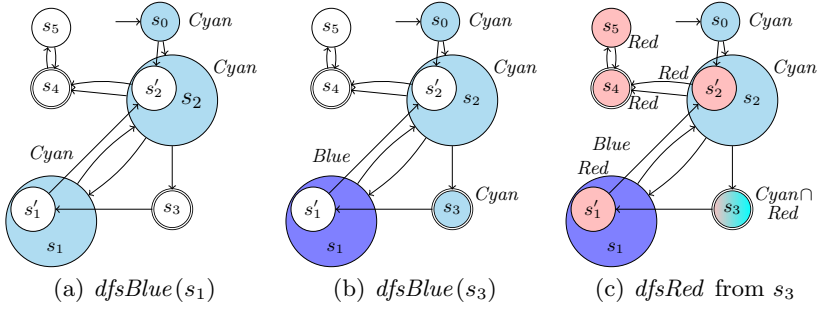 s₅
s₀
Cyan
s₄
s′₂
s₂
Cyan
Cyan
s′₁
s₁
s₃
(a) dfsBlue(s₁)
s₅
s₀
Cyan
s₄
s′₂
s₂
Cyan
Blue
s′₁
s₁
s₃
Cyan
(b) dfsBlue(s₃)
s₅
Red
s₀
Cyan
s₄
Red
Red
s′₂
s₂
Cyan
Blue
Red
s′₁
s₁
s₃
Cyan∩
Red
(c) dfsRed from s₃